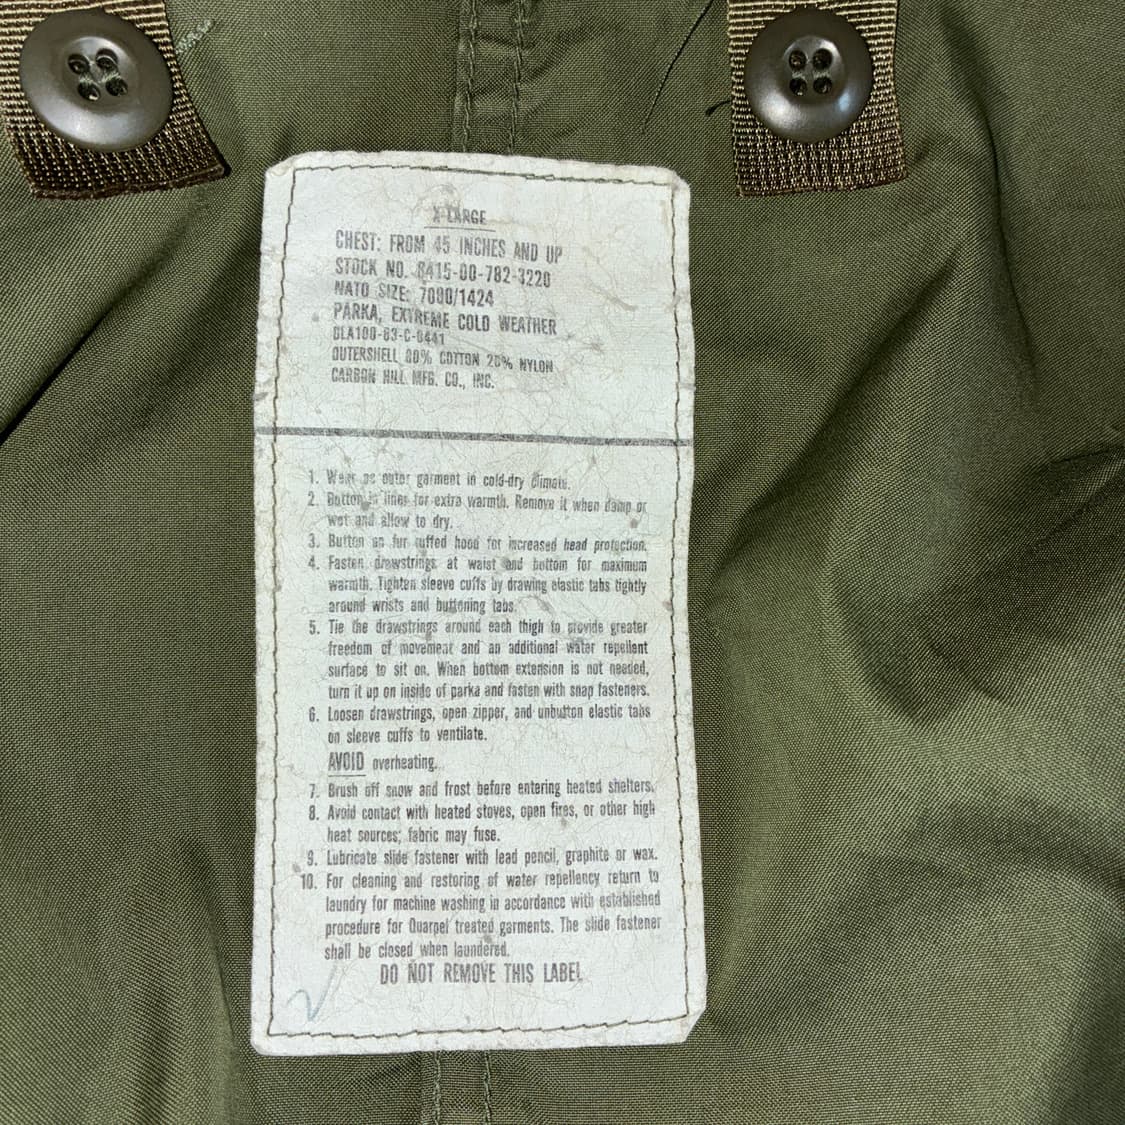 X-LARGE
CHEST: FROM 45 INCHES AND UP
STOCK NO. 8415-00-782-3220
NATO SIZE: 7080/1424
PARKA, EXTREME COLD WEATHER
DLA100-83-C-0441
OUTERSHELL 80% COTTON 20% NYLON
CARBON HILL MFG. CO., INC.
1. Wear as outer garment in cold-dry climate.
2. Button in liner for extra warmth. Remove it when damp or
wet and allow to dry.
3. Button on fur ruffed hood for increased head protection.
4. Fasten drawstrings at waist and bottom for maximum
warmth. Tighten sleeve cuffs by drawing elastic tabs tightly
around wrists and buttoning tabs.
5. Tie the drawstrings around each thigh to provide greater
freedom of movement and an additional water repellent
surface to sit on. When bottom extension is not needed,
turn it up on inside of parka and fasten with snap fasteners.
6. Loosen drawstrings, open zipper, and unbutton elastic tabs
on sleeve cuffs to ventilate.
AVOID overheating.
7. Brush off snow and frost before entering heated shelters.
8. Avoid contact with heated stoves, open fires, or other high
heat sources; fabric may fuse.
9. Lubricate slide fastener with lead pencil, graphite or wax.
10. For cleaning and restoring of water repellency return to
laundry for machine washing in accordance with established
procedure for Quarpel treated garments. The slide fastener
shall be closed when laundered.
DO NOT REMOVE THIS LABEL